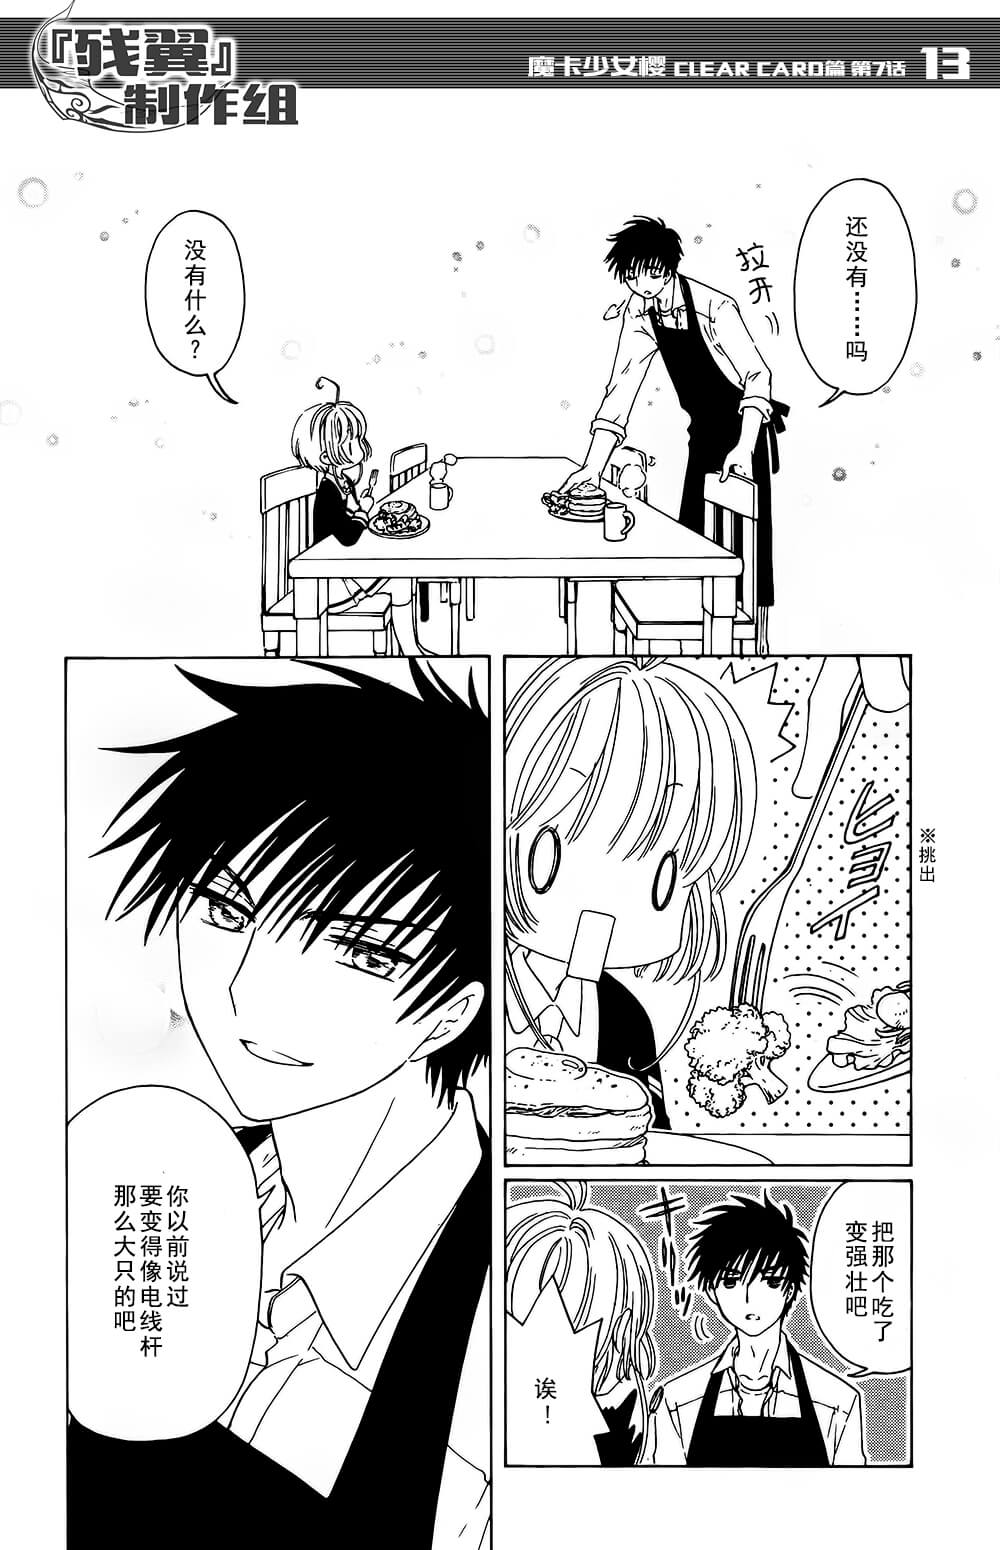 『残翼』
制作组
魔卡少女樱 CLEAR CARD篇 第7话 13
还没有……吗
拉开
没有什么？
ヒョイ
※挑出
把那个吃了
变强壮吧
诶！
你以前说过
要变得像电线杆
那么大只的吧